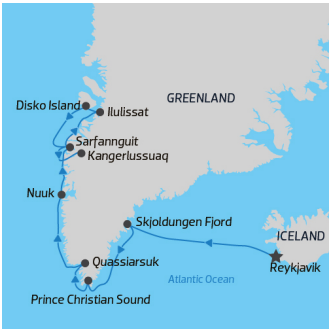 GREENLAND
Disko Island
Ilulissat
Sarfannguit
Kangerlussuaq
Nuuk
Skjoldungen Fjord
ICELAND
Reykjavik
Quassiarsuk
Atlantic Ocean
Prince Christian Sound